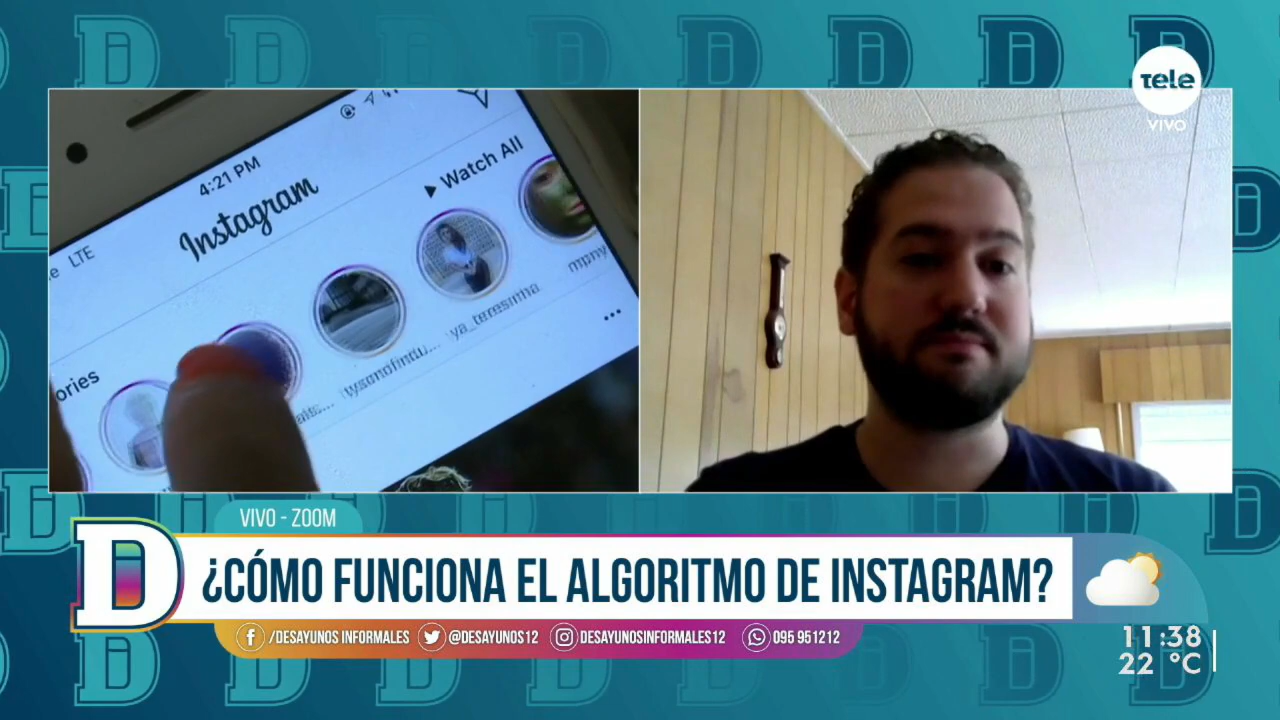 tele
VIVO
4:21 PM
LTE
Instagram
Watch All
ories
ya_teresinha
mpny
VIVO - ZOOM
D
¿CÓMO FUNCIONA EL ALGORITMO DE INSTAGRAM?
/DESAYUNOS INFORMALES @DESAYUNOS12 DESAYUNOSINFORMALES12 095 951212
11:38
22 °C